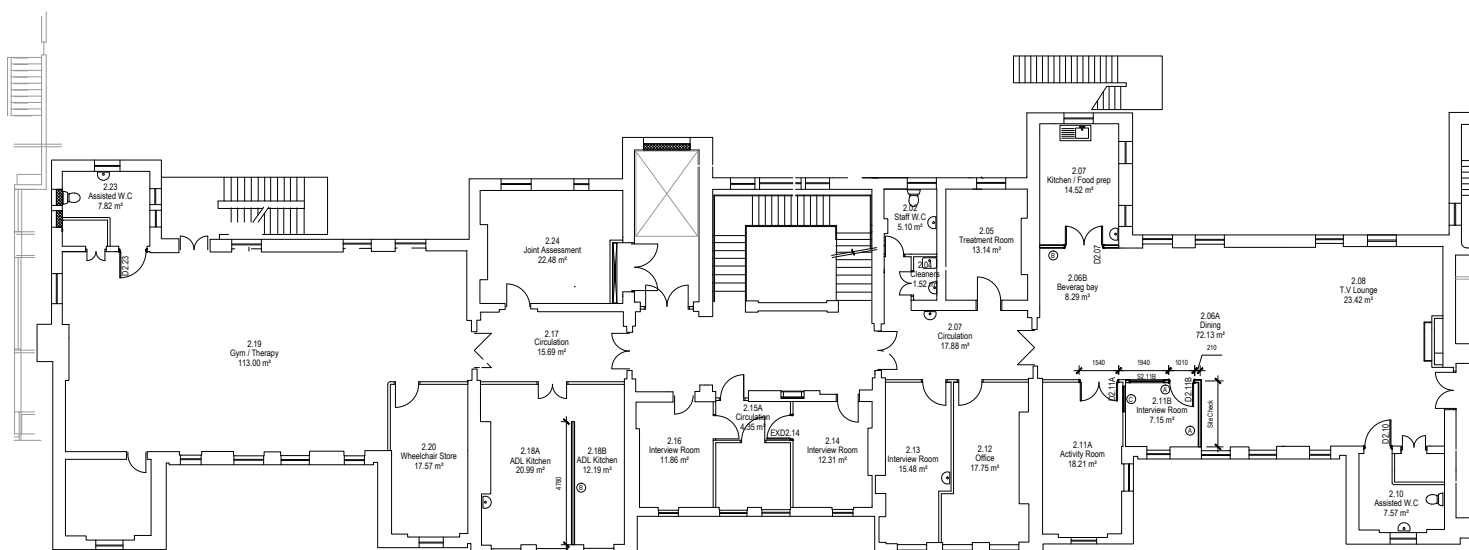 2.23
Assisted W.C
7.82 m²
D2.23
2.24
Joint Assessment
22.48 m²
2.02
Staff W.C
5.10 m²
2.04
Cleaners
1.52 m²
2.05
Treatment Room
13.14 m²
2.07
Kitchen / Food prep
14.52 m²
D2.07
B
2.06B
Beverag bay
8.29 m²
2.08
T.V Lounge
23.42 m²
2.06A
Dining
72.13 m²
2.19
Gym / Therapy
113.00 m²
2.17
Circulation
15.69 m²
2.07
Circulation
17.88 m²
210
1540
1940
1010
S2.11B
D2.11A
D2.11B
A
C
2.11B
Interview Room
7.15 m²
A
Site Check
2.20
Wheelchair Store
17.57 m²
2.18A
ADL Kitchen
20.99 m²
4780
2.18B
ADL Kitchen
12.19 m²
B
2.16
Interview Room
11.86 m²
2.15A
Circulation
4.35 m²
EXD2.14
2.14
Interview Room
12.31 m²
2.13
Interview Room
15.48 m²
2.12
Office
17.75 m²
2.11A
Activity Room
18.21 m²
D2.10
2.10
Assisted W.C
7.57 m²